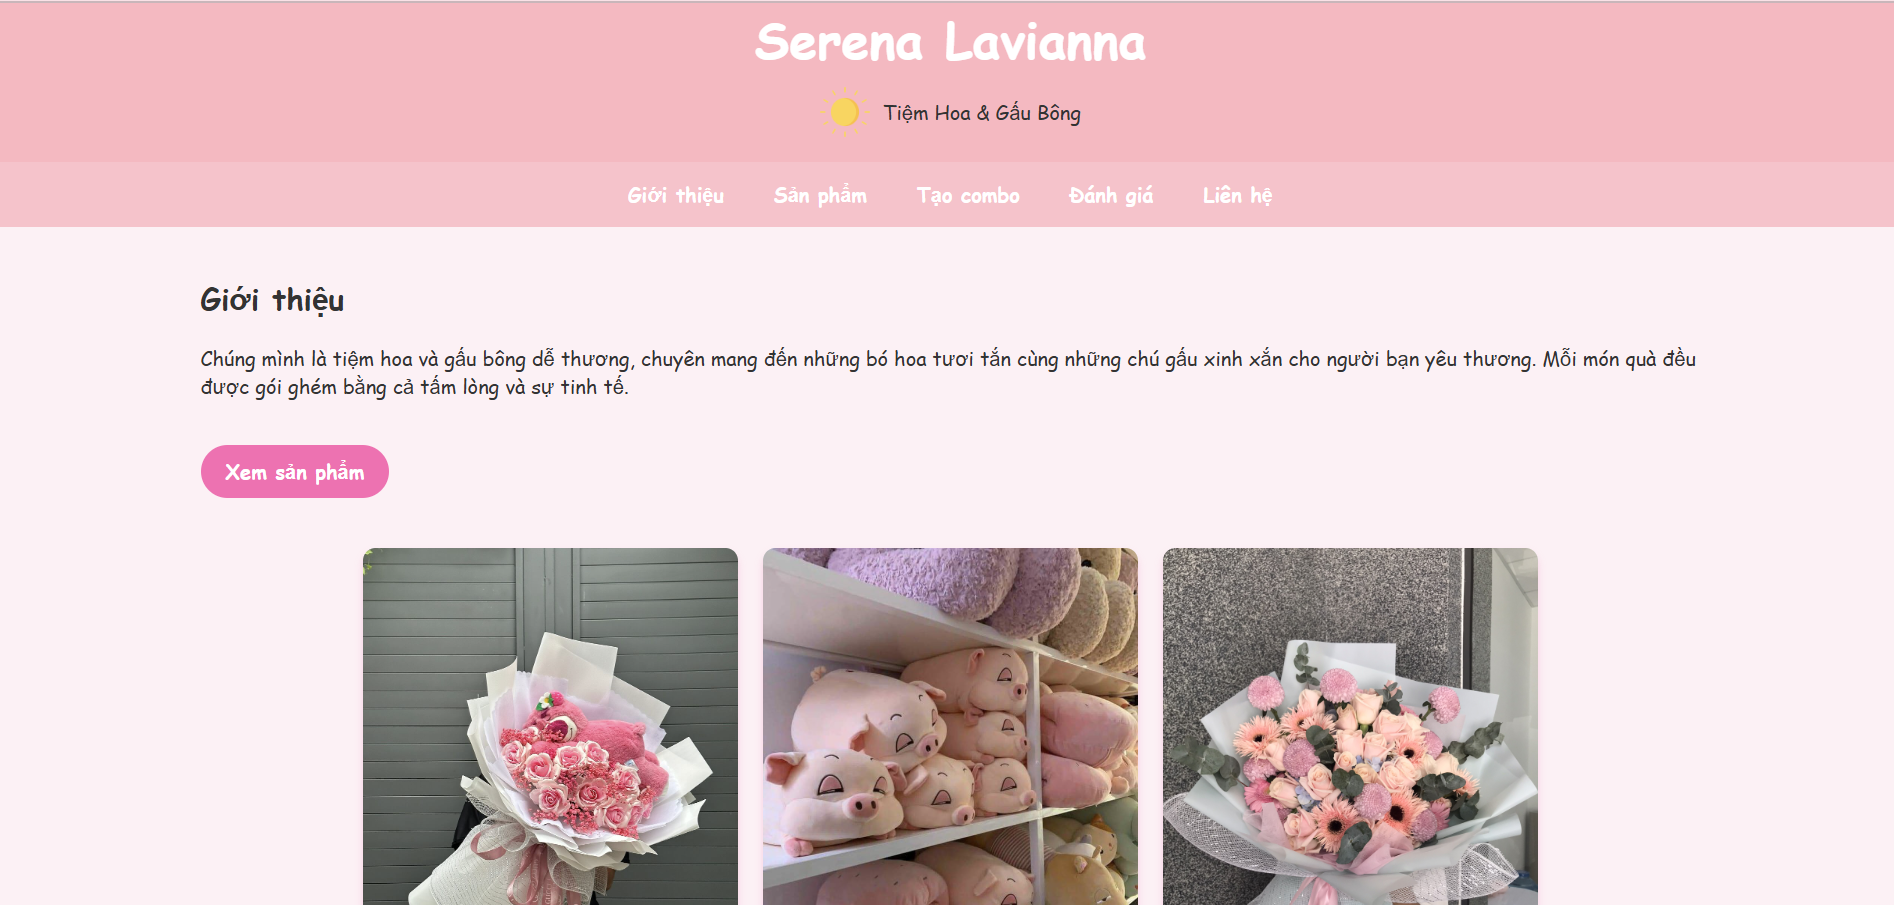 Serena Lavianna
Tiệm Hoa & Gấu Bông
Giới thiệu Sản phẩm Tạo combo Đánh giá Liên hệ
Giới thiệu
Chúng mình là tiệm hoa và gấu bông dễ thương, chuyên mang đến những bó hoa tươi tắn cùng những chú gấu xinh xắn cho người bạn yêu thương. Mỗi món quà đều
được gói ghém bằng cả tấm lòng và sự tinh tế.
Xem sản phẩm